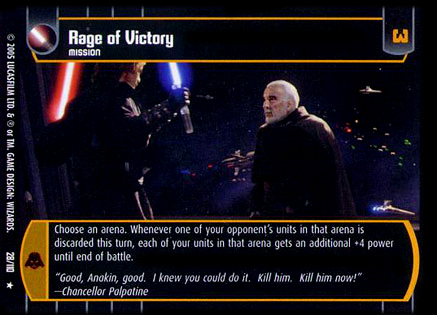 Rage of Victory
MISSION
3
Choose an arena. Whenever one of your opponent's units in that arena is
discarded this turn, each of your units in that arena gets an additional +4 power
until end of battle.
"Good, Anakin, good. I knew you could do it. Kill him. Kill him now!"
—Chancellor Palpatine
© 2005 LUCASFILM LTD. & ® or TM. GAME DESIGN: WIZARDS.